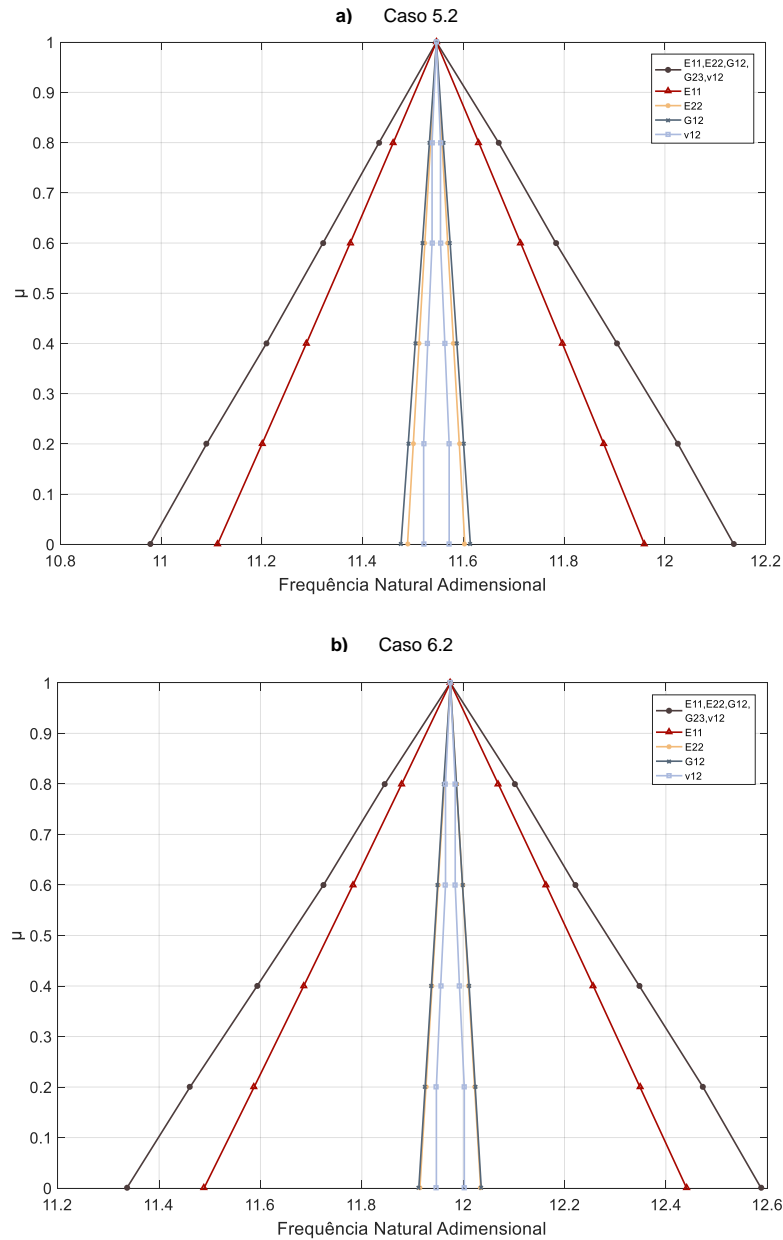 a) Caso 5.2
1
0.9
0.8
0.7
0.6
0.5
0.4
0.3
0.2
0.1
0
μ
E11,E22,G12,
G23,v12
E11
E22
G12
v12
10.8 11 11.2 11.4 11.6 11.8 12 12.2
Frequência Natural Adimensional
b) Caso 6.2
1
0.9
0.8
0.7
0.6
0.5
0.4
0.3
0.2
0.1
0
μ
E11,E22,G12,
G23,v12
E11
E22
G12
v12
11.2 11.4 11.6 11.8 12 12.2 12.4 12.6
Frequência Natural Adimensional